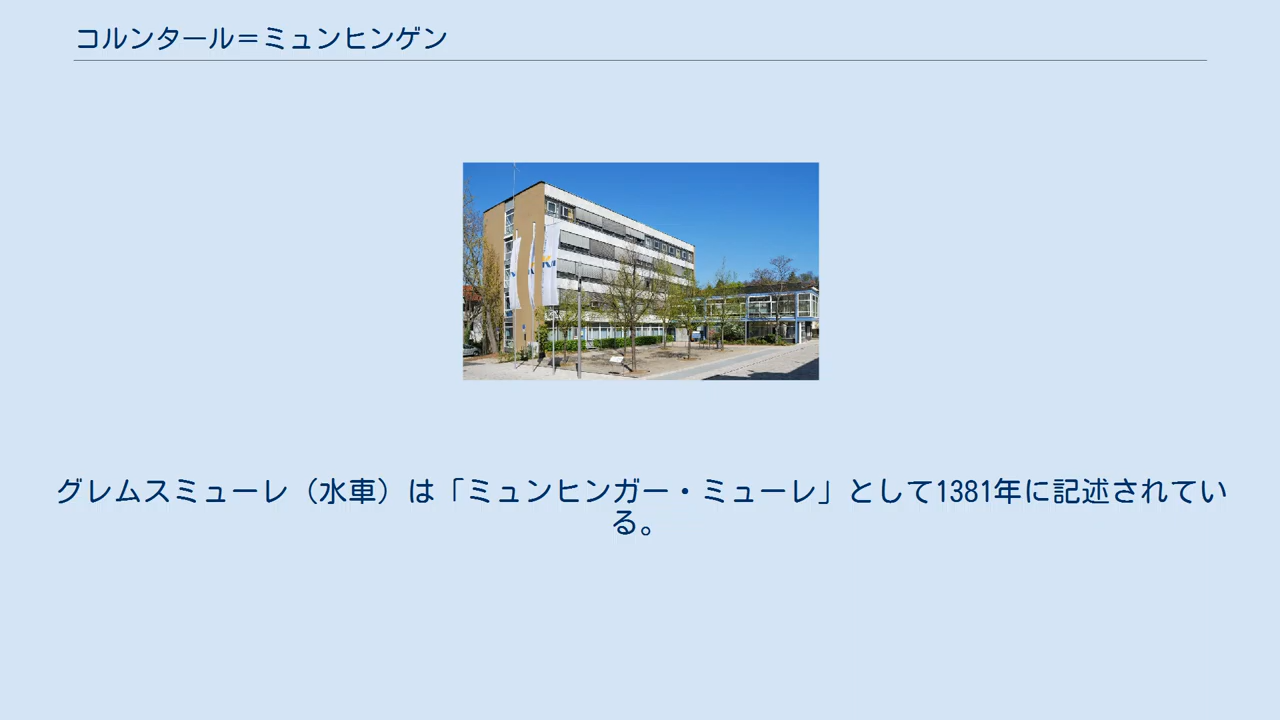 コルンタール＝ミュンヒンゲン
グレムスミューレ（水車）は「ミュンヒンガー・ミューレ」として1381年に記述されてい
る。